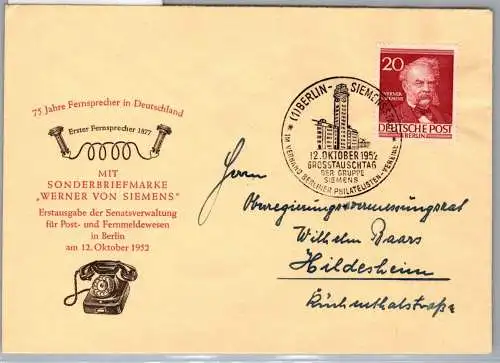 75 Jahre Fernsprecher in Deutschland
Erster Fernsprecher 1877
MIT
SONDERBRIEFMARKE
„WERNER VON SIEMENS"
Erstausgabe der Senatsverwaltung
für Post- und Fernmeldewesen
in Berlin
am 12. Oktober 1952
(1) BERLIN-SIEMENS
12. OKTOBER 1952
GROSSTAUSCHTAG
DER GRUPPE
SIEMENS
* IM VERBAND BERLINER PHILATELISTEN-VEREINE *
20
WERNER
DEUTSCHE POST
BERLIN
Herrn
Oberregierungsvermessungsrat
Wilhelm Baars
Hildesheim